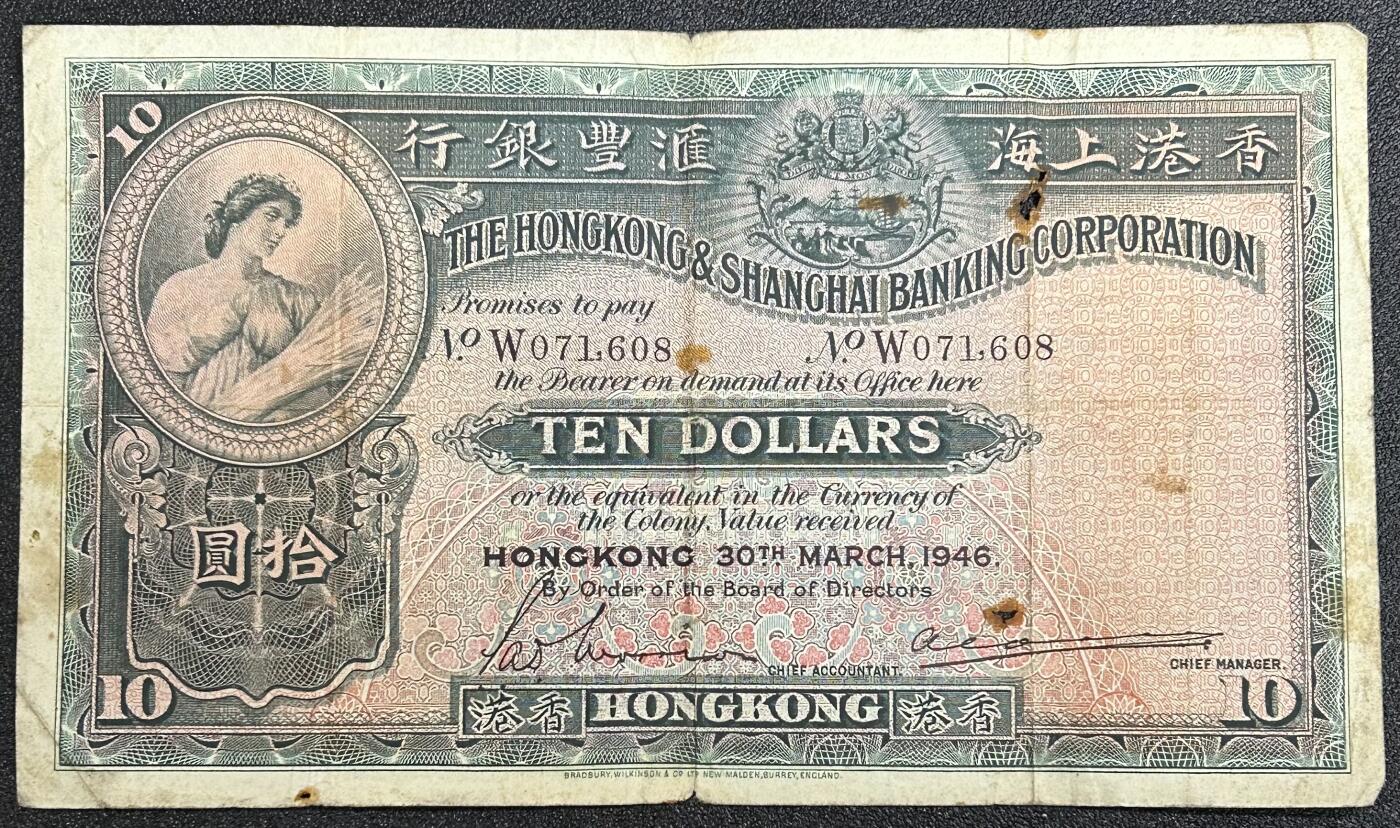 10
行銀豐滙 海上港香
THE HONGKONG & SHANGHAI BANKING CORPORATION
Promises to pay
No. W071,608 No. W071,608
the Bearer on demand at its Office here
TEN DOLLARS
or the equivalent in the Currency of
the Colony, Value received
圓拾
HONGKONG 30TH MARCH, 1946.
By Order of the Board of Directors
CHIEF ACCOUNTANT. CHIEF MANAGER.
10 港香 HONGKONG 港香 10
BRADBURY, WILKINSON & CO LTD NEW MALDEN, SURREY, ENGLAND.